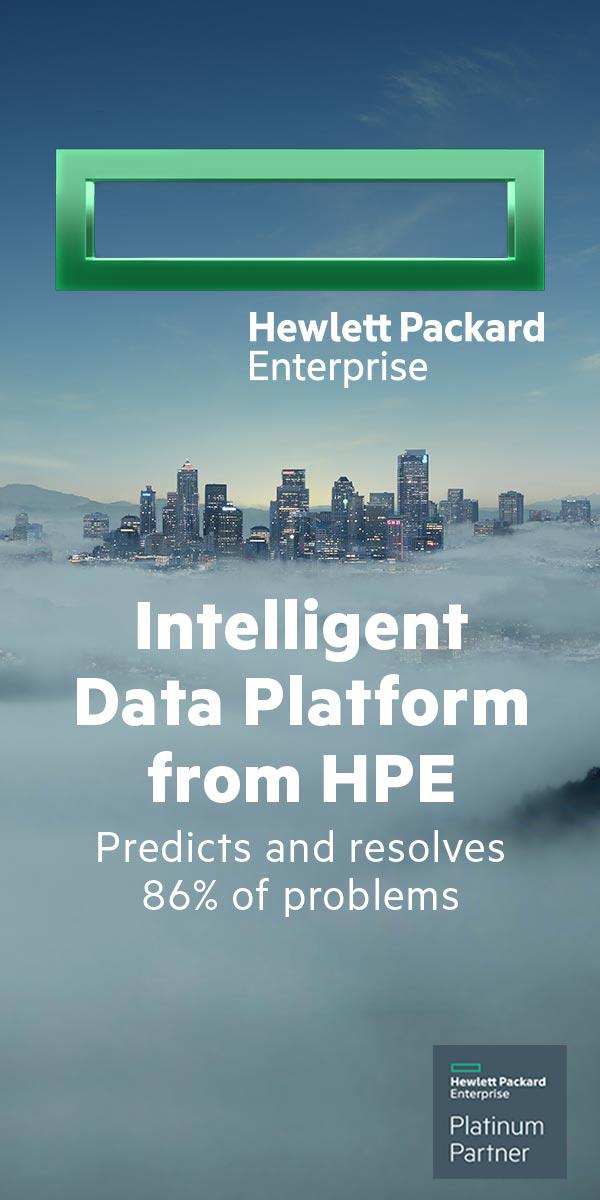 Hewlett Packard
Enterprise
Intelligent
Data Platform
from HPE
Predicts and resolves
86% of problems
Hewlett Packard
Enterprise
Platinum
Partner